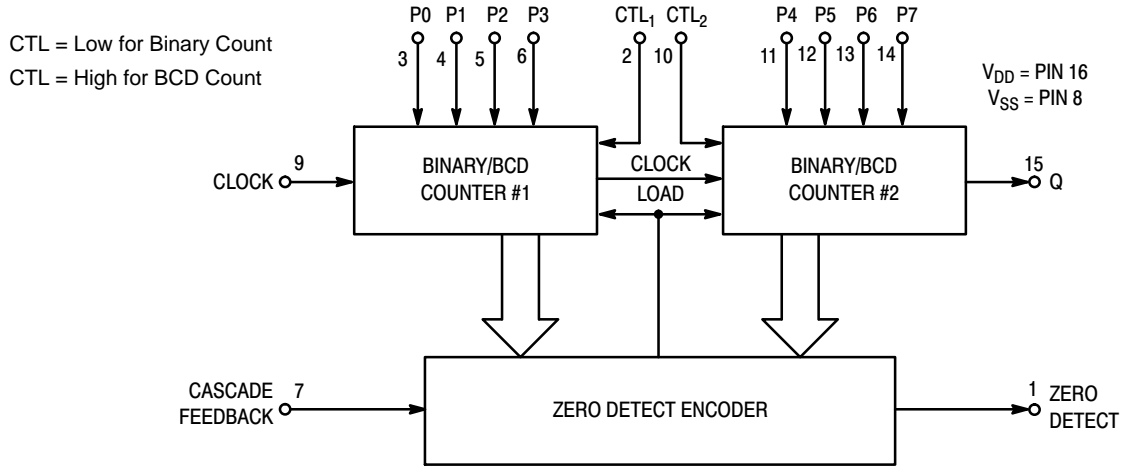 CTL = Low for Binary Count
CTL = High for BCD Count
P0 P1 P2 P3 CTL1 CTL2 P4 P5 P6 P7
3 4 5 6 2 10 11 12 13 14
VDD = PIN 16
VSS = PIN 8
CLOCK 9
BINARY/BCD
COUNTER #1
CLOCK
LOAD
BINARY/BCD
COUNTER #2
15 Q
CASCADE
FEEDBACK
7
ZERO DETECT ENCODER
1 ZERO
DETECT